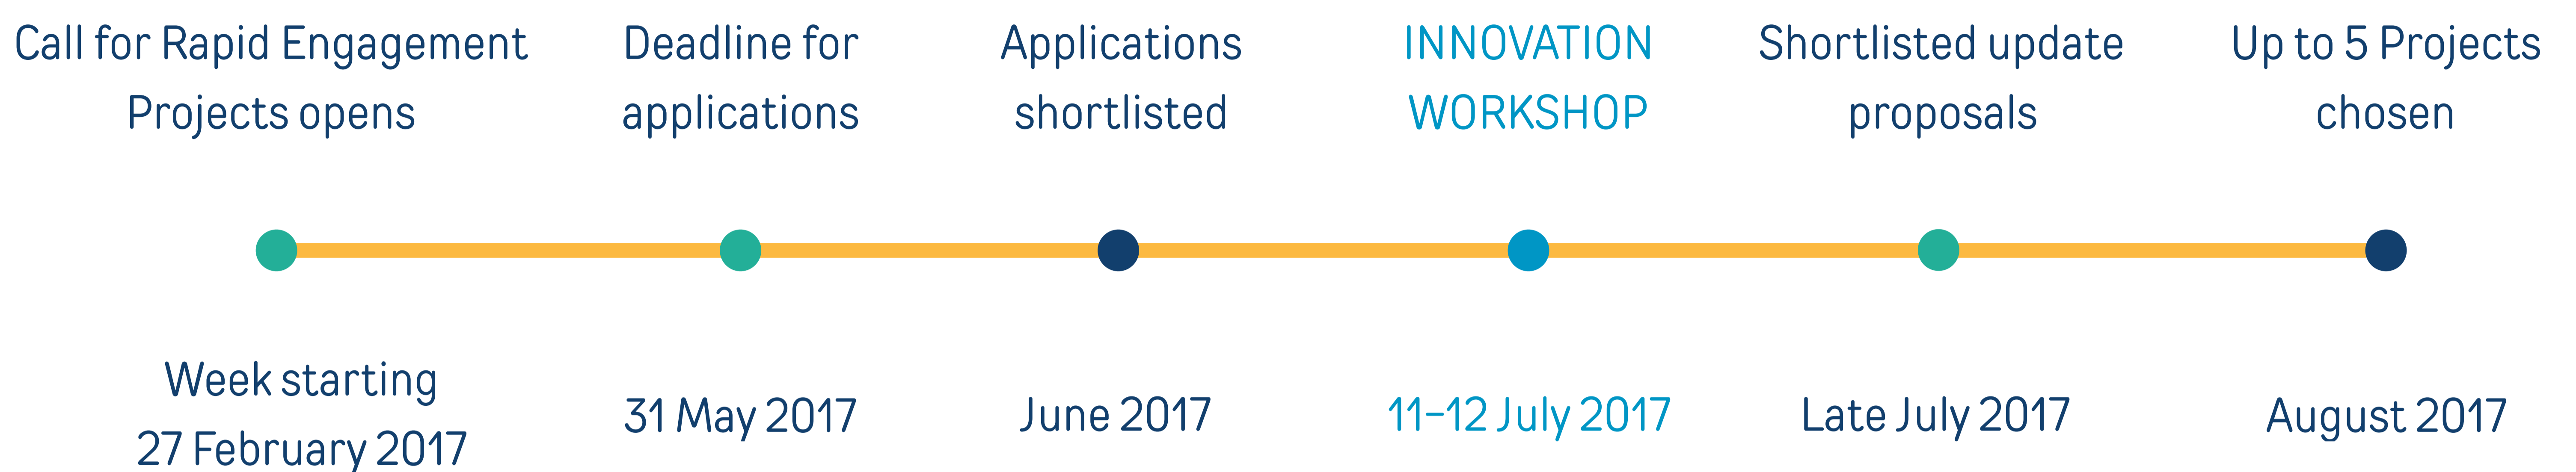 Call for Rapid Engagement
Projects opens
Deadline for
applications
Applications
shortlisted
INNOVATION
WORKSHOP
Shortlisted update
proposals
Up to 5 Projects
chosen
Week starting
27 February 2017
31 May 2017
June 2017
11–12 July 2017
Late July 2017
August 2017